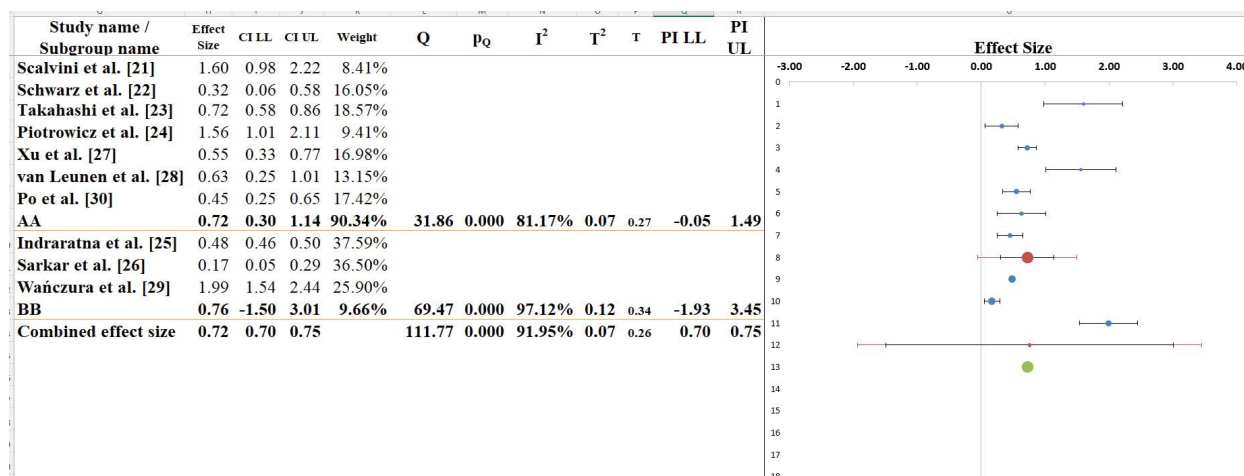 Study name / Subgroup name Effect Size CI LL CI UL Weight Q pQ I² T² T PI LL PI UL
Scalvini et al. [21] 1.60 0.98 2.22 8.41%
Schwarz et al. [22] 0.32 0.06 0.58 16.05%
Takahashi et al. [23] 0.72 0.58 0.86 18.57%
Piotrowicz et al. [24] 1.56 1.01 2.11 9.41%
Xu et al. [27] 0.55 0.33 0.77 16.98%
van Leunen et al. [28] 0.63 0.25 1.01 13.15%
Po et al. [30] 0.45 0.25 0.65 17.42%
AA 0.72 0.30 1.14 90.34% 31.86 0.000 81.17% 0.07 0.27 -0.05 1.49
Indraratna et al. [25] 0.48 0.46 0.50 37.59%
Sarkar et al. [26] 0.17 0.05 0.29 36.50%
Wańczura et al. [29] 1.99 1.54 2.44 25.90%
BB 0.76 -1.50 3.01 9.66% 69.47 0.000 97.12% 0.12 0.34 -1.93 3.45
Combined effect size 0.72 0.70 0.75 111.77 0.000 91.95% 0.07 0.26 0.70 0.75
Effect Size
-3.00 -2.00 -1.00 0.00 1.00 2.00 3.00 4.00
0
1
2
3
4
5
6
7
8
9
10
11
12
13
14
15
16
17
18